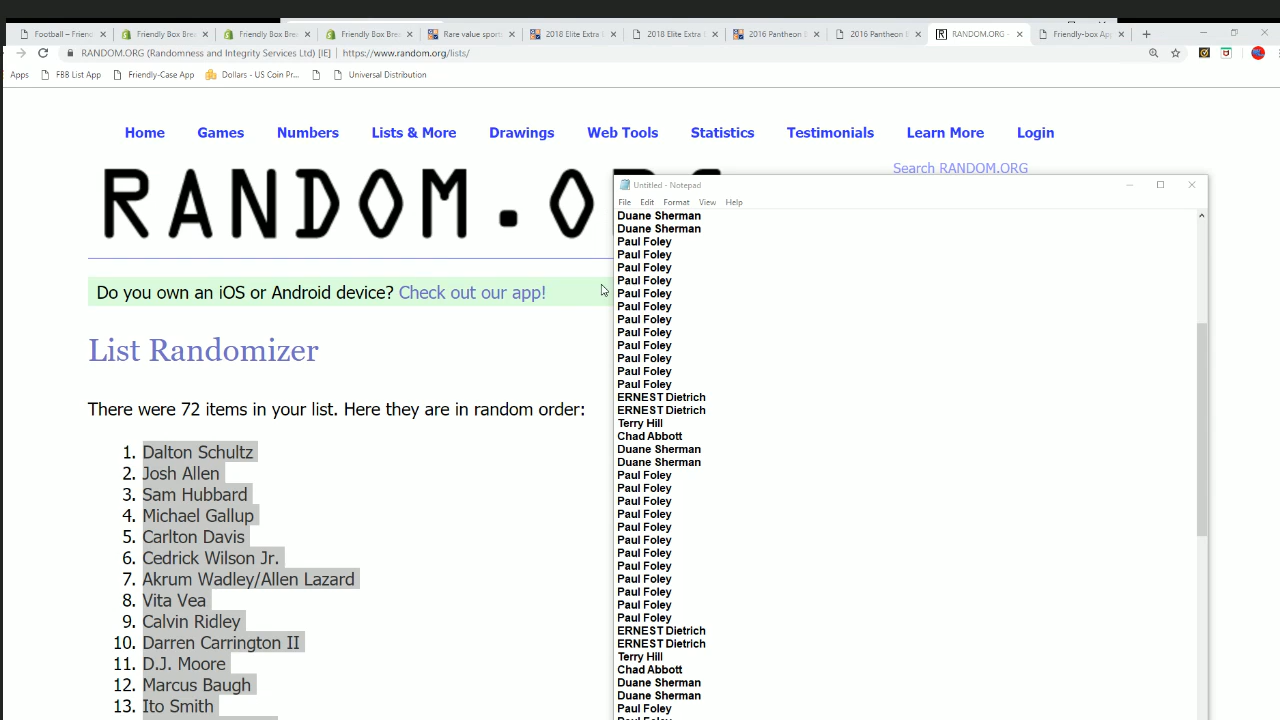 Football – Frienc
Friendly Box Brea
Friendly Box Bre
Friendly Box Bre
Rare value sport
2018 Elite Extra E
2018 Elite Extra
2016 Pantheon B
2016 Pantheon
RANDOM.ORG -
Friendly-box App
RANDOM.ORG (Randomness and Integrity Services Ltd) [IE] | https://www.random.org/lists/
Apps
FBB List App
Friendly-Case App
Dollars - US Coin Pr...
Universal Distribution
Home Games Numbers Lists & More Drawings Web Tools Statistics Testimonials Learn More Login
Search RANDOM.ORG
RANDOM.O
Do you own an iOS or Android device? Check out our app!
List Randomizer
There were 72 items in your list. Here they are in random order:
1. Dalton Schultz
2. Josh Allen
3. Sam Hubbard
4. Michael Gallup
5. Carlton Davis
6. Cedrick Wilson Jr.
7. Akrum Wadley/Allen Lazard
8. Vita Vea
9. Calvin Ridley
10. Darren Carrington II
11. D.J. Moore
12. Marcus Baugh
13. Ito Smith
Untitled - Notepad
File Edit Format View Help
Duane Sherman
Duane Sherman
Paul Foley
Paul Foley
Paul Foley
Paul Foley
Paul Foley
Paul Foley
Paul Foley
Paul Foley
Paul Foley
Paul Foley
Paul Foley
Paul Foley
ERNEST Dietrich
ERNEST Dietrich
Terry Hill
Chad Abbott
Duane Sherman
Duane Sherman
Paul Foley
Paul Foley
Paul Foley
Paul Foley
Paul Foley
Paul Foley
Paul Foley
Paul Foley
Paul Foley
Paul Foley
Paul Foley
Paul Foley
ERNEST Dietrich
ERNEST Dietrich
Terry Hill
Chad Abbott
Duane Sherman
Duane Sherman
Paul Foley